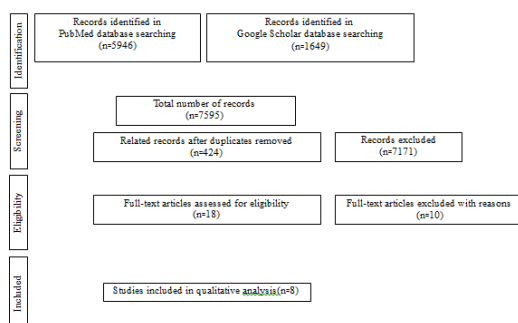 Identification
Records identified in
PubMed database searching
(n=5946)
Records identified in
Google Scholar database searching
(n=1649)
Screening
Total number of records
(n=7595)
Related records after duplicates removed
(n=424)
Records excluded
(n=7171)
Eligibility
Full-text articles assessed for eligibility
(n=18)
Full-text articles excluded with reasons
(n=10)
Included
Studies included in qualitative analysis(n=8)